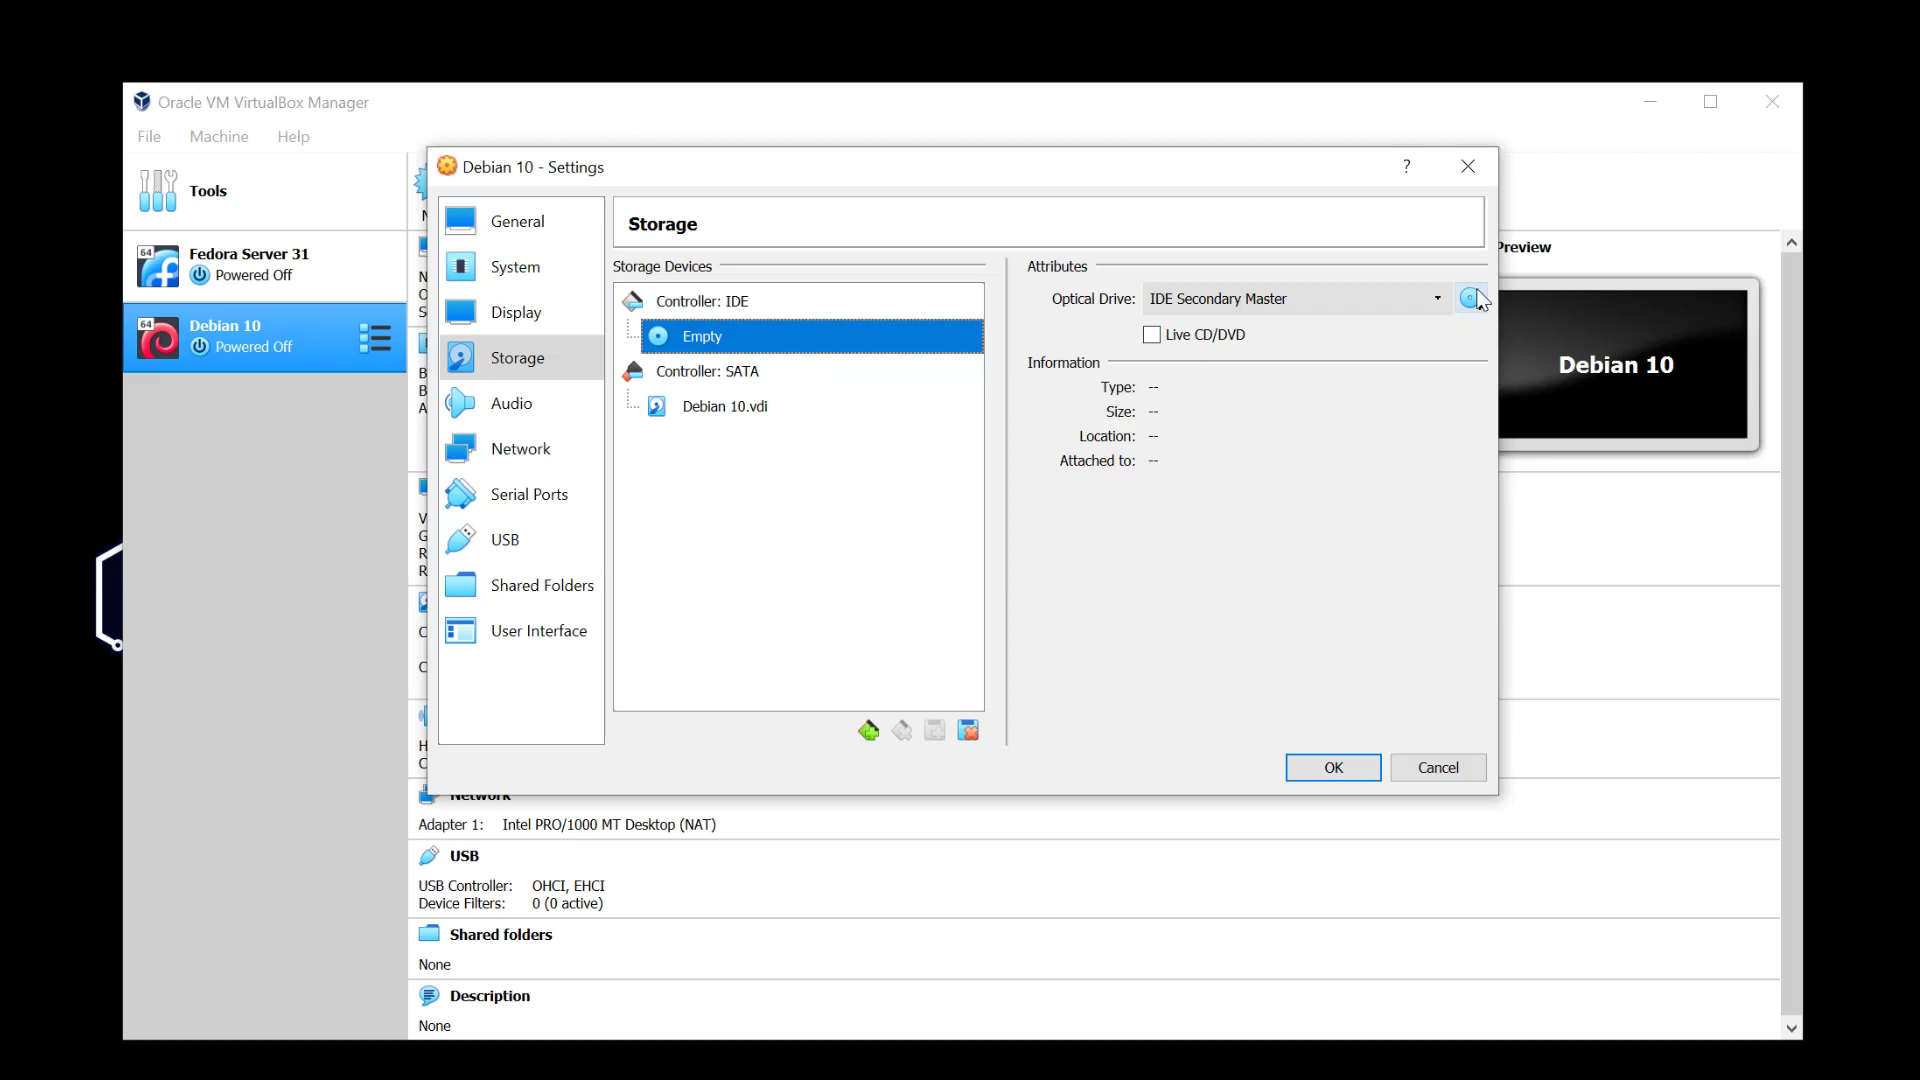 Oracle VM VirtualBox Manager
File Machine Help
Tools
64
Fedora Server 31
Powered Off
64
Debian 10
Powered Off
Debian 10 - Settings
?
General
System
Display
Storage
Audio
Network
Serial Ports
USB
Shared Folders
User Interface
Storage
Storage Devices
Controller: IDE
Empty
Controller: SATA
Debian 10.vdi
Attributes
Optical Drive: IDE Secondary Master
Live CD/DVD
Information
Type: --
Size: --
Location: --
Attached to: --
OK Cancel
Preview
Debian 10
Network
Adapter 1: Intel PRO/1000 MT Desktop (NAT)
USB
USB Controller: OHCI, EHCI
Device Filters: 0 (0 active)
Shared folders
None
Description
None